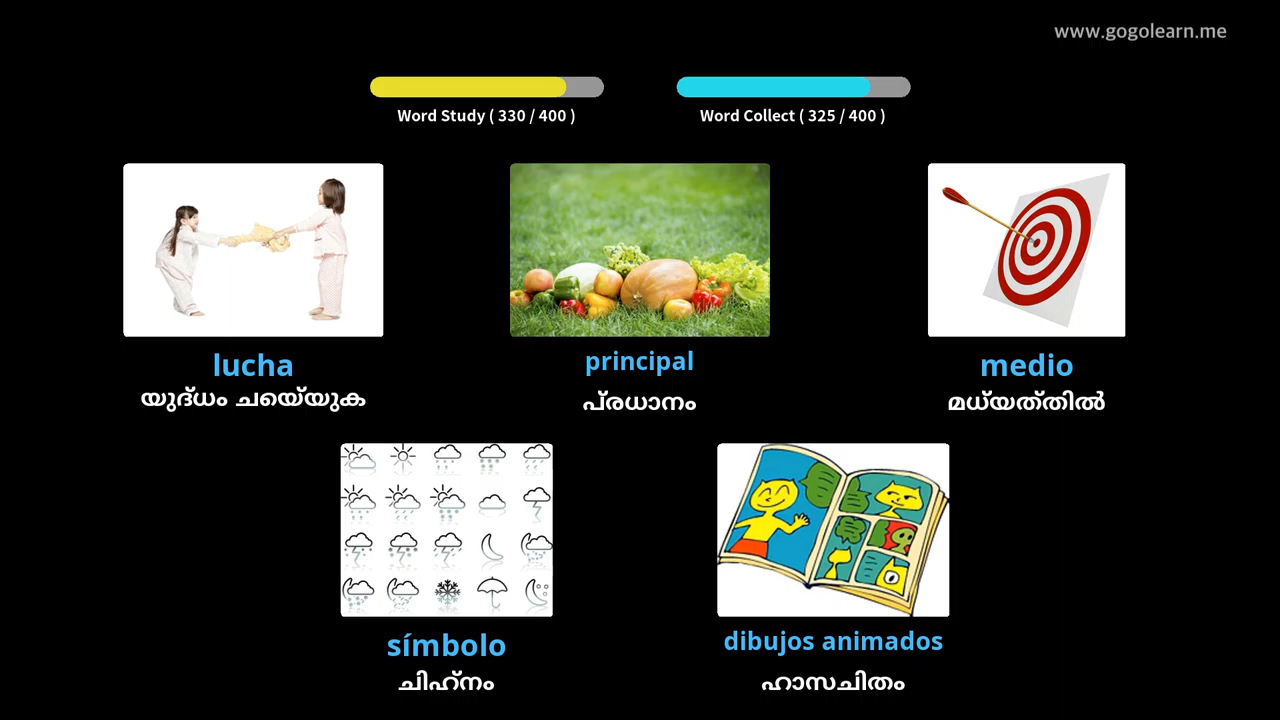 www.gogolearn.me
Word Study ( 330 / 400 )
Word Collect ( 325 / 400 )
lucha
യുദ്ധം ചയ്യെുക
principal
പ്രധാനം
medio
മധ്യത്തിൽ
símbolo
ചിഹ്നം
dibujos animados
ഹാസചിതം